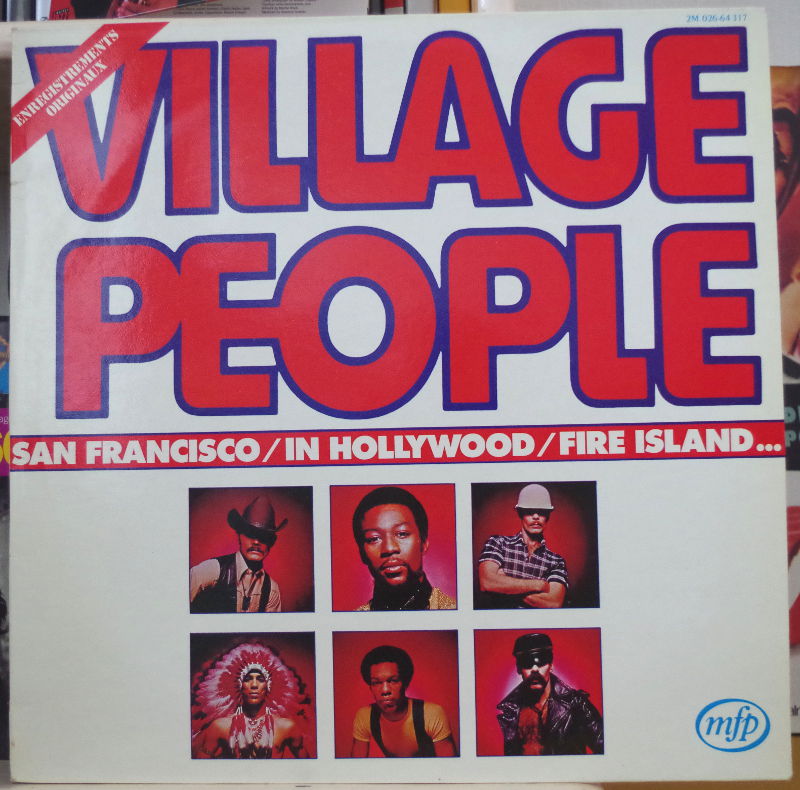 2M 026-64 317
ENREGISTREMENTS
ORIGINAUX
VILLAGE
PEOPLE
SAN FRANCISCO/IN HOLLYWOOD/FIRE ISLAND...
mfp